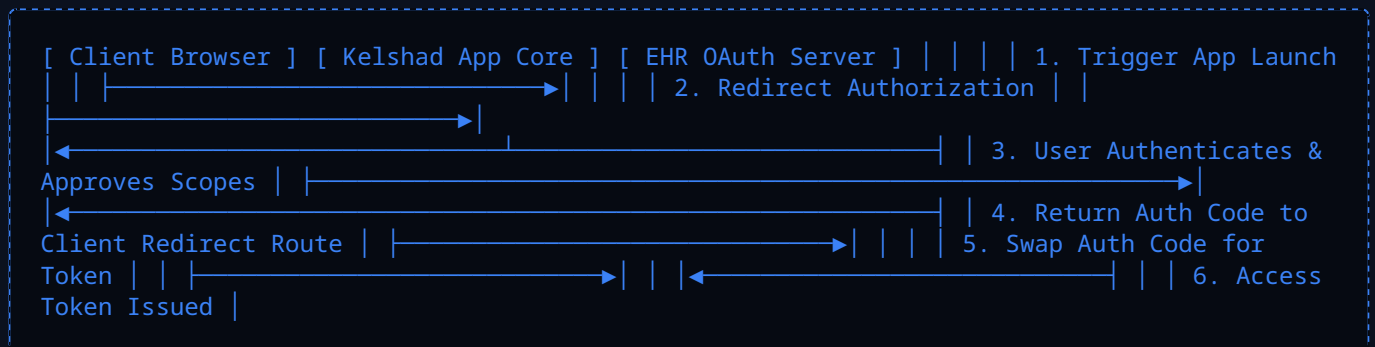 [ Client Browser ] [ Kelshad App Core ] [ EHR OAuth Server ] │ │ │ │ 1. Trigger App Launch
│ │ ├──────────────────────────────►│ │ │ │ 2. Redirect Authorization │ │
├────────────────────────────►│
│◄──────────────────────────────┴─────────────────────────────┤ │ 3. User Authenticates &
Approves Scopes │ ├────────────────────────────────────────────────────────────►│
│◄────────────────────────────────────────────────────────────┤ │ 4. Return Auth Code to
Client Redirect Route │ ├──────────────────────────────►│ │ │ │ 5. Swap Auth Code for
Token │ │ ├────────────────────────────►│ │ │◄────────────────────────────┤ │ │ 6. Access
Token Issued │